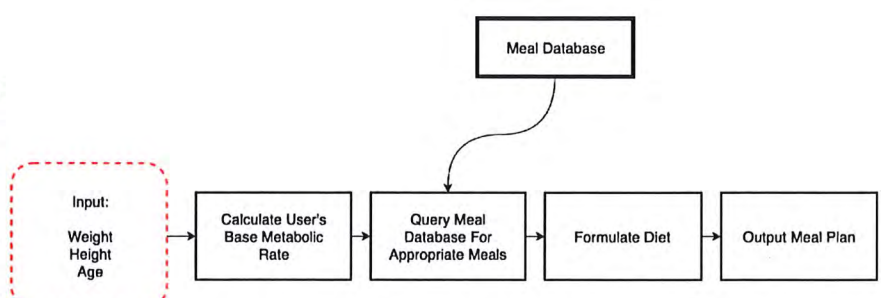 Meal Database
Input:
Weight
Height
Age
Calculate User's
Base Metabolic
Rate
Query Meal
Database For
Appropriate Meals
Formulate Diet
Output Meal Plan